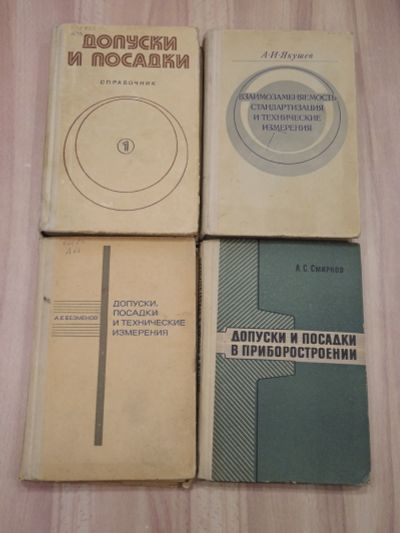 ДОПУСКИ
И ПОСАДКИ
СПРАВОЧНИК
1
А·И·Якушев
ВЗАИМОЗАМЕНЯЕМОСТЬ
СТАНДАРТИЗАЦИЯ
И ТЕХНИЧЕСКИЕ
ИЗМЕРЕНИЯ
А.Е.БЕЗМЕНОВ
ДОПУСКИ,
ПОСАДКИ
И ТЕХНИЧЕСКИЕ
ИЗМЕРЕНИЯ
А.С.Смирнов
ДОПУСКИ И ПОСАДКИ
В ПРИБОРОСТРОЕНИИ